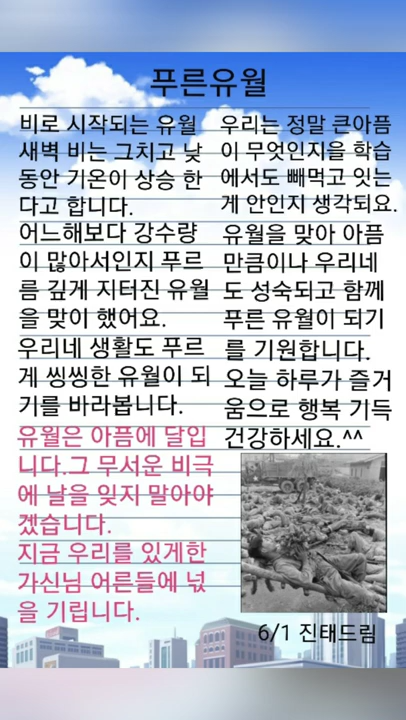 푸른유월
비로 시작되는 유월
새벽 비는 그치고 낮
동안 기온이 상승 한
다고 합니다.
어느해보다 강수량
이 많아서인지 푸르
름 깊게 지터진 유월
을 맞이 했어요.
우리네 생활도 푸르
게 씽씽한 유월이 되
키를 바라봅니다.
유월은 아픔에 달입
니다.그 무서운 비극
에 날을 잊지 말아야
겠습니다.
지금 우리를 있게한
가신님 어른들에 넋
을 기립니다.
우리는 정말 큰아픔
이 무엇인지을 학습
에서도 빼먹고 잇는
게 안인지 생각되요.
유월을 맞아 아픔
만큼이나 우리네
도 성숙되고 함께
푸른 유월이 되기
를 기원합니다.
오늘 하루가 즐거
움으로 행복 기득
건강하세요.^^
6/1 진태드림